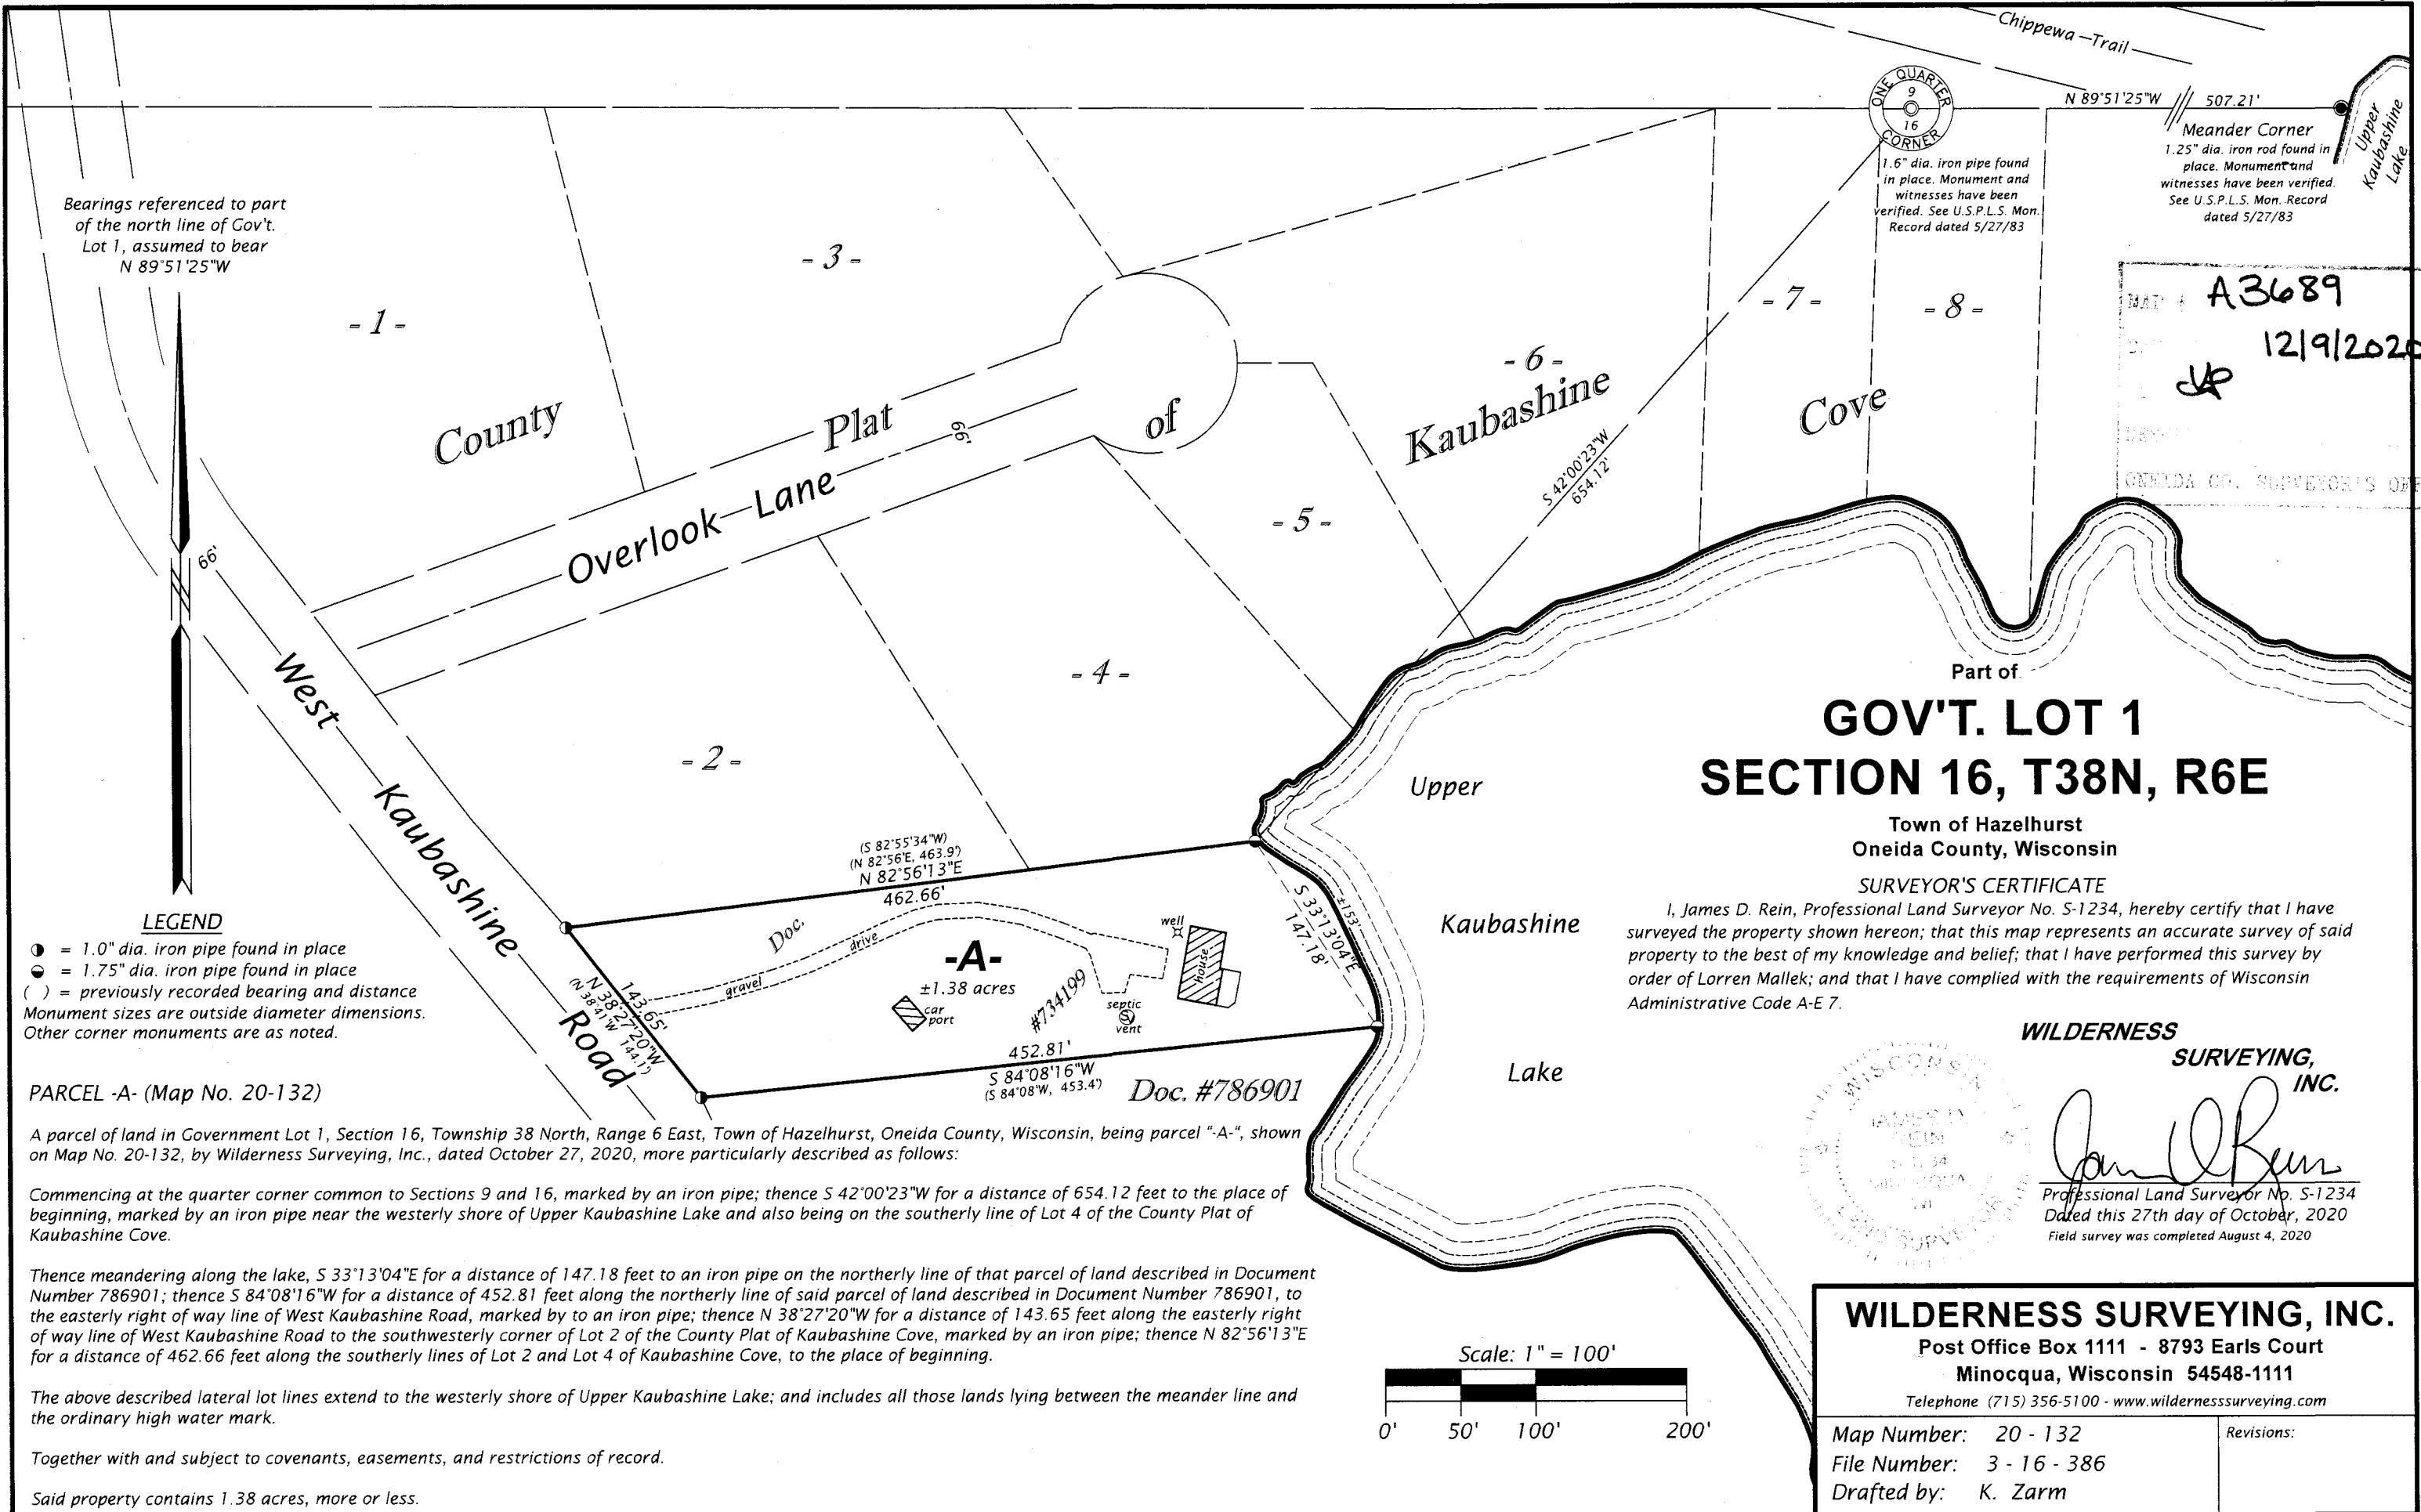 Chippewa Trail
ONE QUARTER
9
16
CORNER
N 89°51'25"W 507.21'
Meander Corner
1.25" dia. iron rod found in
place. Monument and
witnesses have been verified.
See U.S.P.L.S. Mon. Record
dated 5/27/83
Upper
Kaubashine
Lake
1.6" dia. iron pipe found
in place. Monument and
witnesses have been
verified. See U.S.P.L.S. Mon.
Record dated 5/27/83
Bearings referenced to part
of the north line of Gov't.
Lot 1, assumed to bear
N 89°51'25"W
MAP # A3689
12/9/2020
ONEIDA CO. SURVEYOR'S OFF
- 1 -
- 3 -
- 6 -
- 7 -
- 8 -
County Plat of Kaubashine Cove
66'
Overlook Lane
- 5 -
S 42°00'23"W
654.12'
66'
- 4 -
- 2 -
West Kaubashine Road
Upper
Kaubashine
Lake
(S 82°55'34"W)
(N 82°56'E, 463.9')
N 82°56'13"E
462.66'
Doc.
#734199
gravel drive
-A-
±1.38 acres
car
port
well
house
septic
vent
±153'
S 33°13'04"E
147.18'
143.65'
N 38°27'20"W
(N 38°41'W 144.1')
452.81'
S 84°08'16"W
(S 84°08'W, 453.4')
Doc. #786901
LEGEND
= 1.0" dia. iron pipe found in place
= 1.75" dia. iron pipe found in place
( ) = previously recorded bearing and distance
Monument sizes are outside diameter dimensions.
Other corner monuments are as noted.
PARCEL -A- (Map No. 20-132)
A parcel of land in Government Lot 1, Section 16, Township 38 North, Range 6 East, Town of Hazelhurst, Oneida County, Wisconsin, being parcel "-A-", shown
on Map No. 20-132, by Wilderness Surveying, Inc., dated October 27, 2020, more particularly described as follows:
Commencing at the quarter corner common to Sections 9 and 16, marked by an iron pipe; thence S 42°00'23"W for a distance of 654.12 feet to the place of
beginning, marked by an iron pipe near the westerly shore of Upper Kaubashine Lake and also being on the southerly line of Lot 4 of the County Plat of
Kaubashine Cove.
Thence meandering along the lake, S 33°13'04"E for a distance of 147.18 feet to an iron pipe on the northerly line of that parcel of land described in Document
Number 786901; thence S 84°08'16"W for a distance of 452.81 feet along the northerly line of said parcel of land described in Document Number 786901, to
the easterly right of way line of West Kaubashine Road, marked by to an iron pipe; thence N 38°27'20"W for a distance of 143.65 feet along the easterly right
of way line of West Kaubashine Road to the southwesterly corner of Lot 2 of the County Plat of Kaubashine Cove, marked by an iron pipe; thence N 82°56'13"E
for a distance of 462.66 feet along the southerly lines of Lot 2 and Lot 4 of Kaubashine Cove, to the place of beginning.
The above described lateral lot lines extend to the westerly shore of Upper Kaubashine Lake; and includes all those lands lying between the meander line and
the ordinary high water mark.
Together with and subject to covenants, easements, and restrictions of record.
Said property contains 1.38 acres, more or less.
Part of
GOV'T. LOT 1
SECTION 16, T38N, R6E
Town of Hazelhurst
Oneida County, Wisconsin
SURVEYOR'S CERTIFICATE
I, James D. Rein, Professional Land Surveyor No. S-1234, hereby certify that I have
surveyed the property shown hereon; that this map represents an accurate survey of said
property to the best of my knowledge and belief; that I have performed this survey by
order of Lorren Mallek; and that I have complied with the requirements of Wisconsin
Administrative Code A-E 7.
WILDERNESS
SURVEYING,
INC.
WISCONSIN
JAMES D.
REIN
Professional Land Surveyor No. S-1234
Dated this 27th day of October, 2020
Field survey was completed August 4, 2020
Scale: 1" = 100'
0' 50' 100' 200'
WILDERNESS SURVEYING, INC.
Post Office Box 1111 - 8793 Earls Court
Minocqua, Wisconsin 54548-1111
Telephone (715) 356-5100 - www.wildernesssurveying.com
Map Number: 20 - 132
File Number: 3 - 16 - 386
Drafted by: K. Zarm
Revisions: